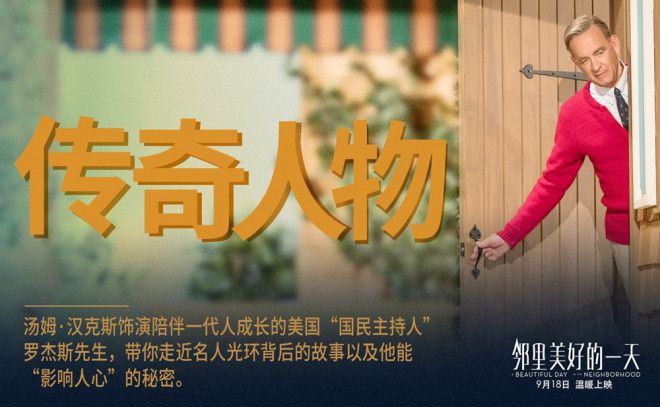 传奇人物
汤姆·汉克斯饰演陪伴一代人成长的美国“国民主持人”
罗杰斯先生，带你走近名人光环背后的故事以及他能
“影响人心”的秘密。
邻里美好的一天
A BEAUTIFUL DAY IN THE NEIGHBORHOOD
9月18日 温暖上映